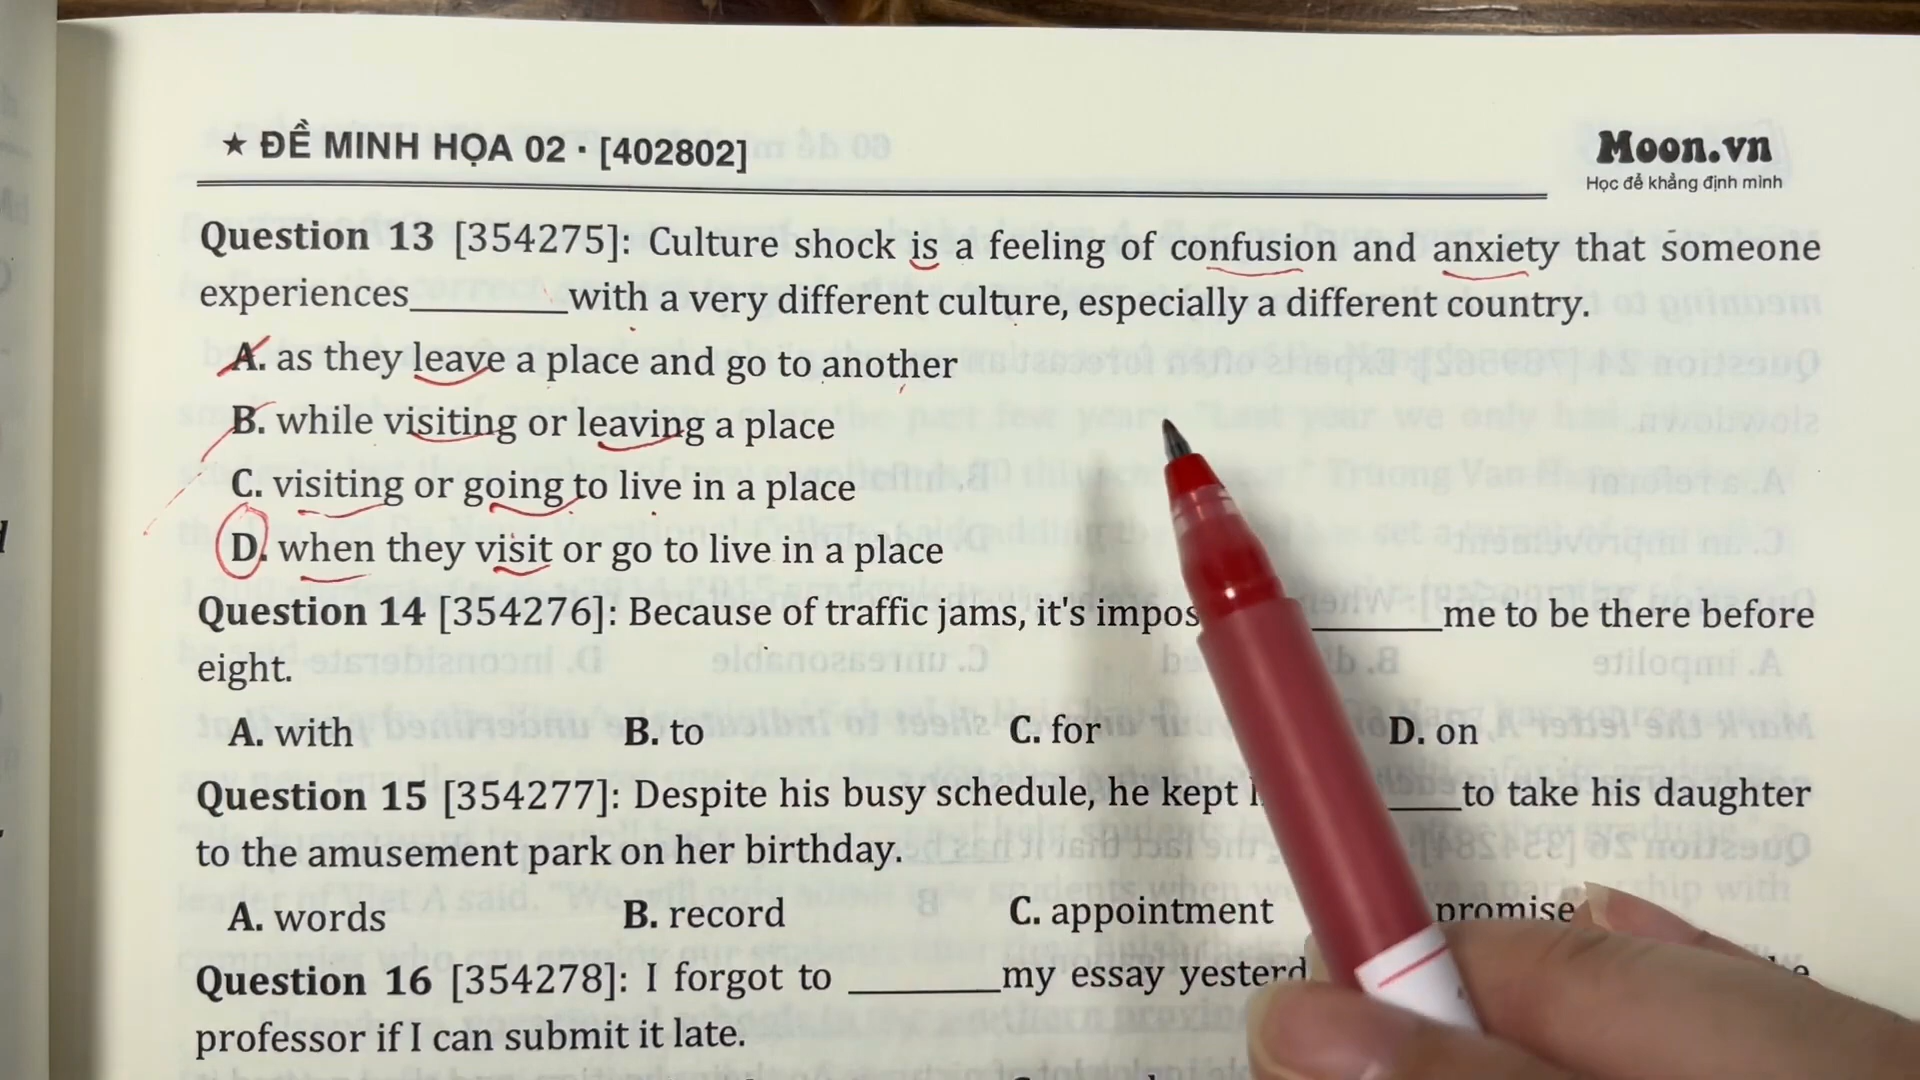 ★ ĐỀ MINH HỌA 02 · [402802]
Moon.vn
Học để khẳng định mình
Question 13 [354275]: Culture shock is a feeling of confusion and anxiety that someone
experiences________with a very different culture, especially a different country.
A. as they leave a place and go to another
B. while visiting or leaving a place
C. visiting or going to live in a place
D. when they visit or go to live in a place
Question 14 [354276]: Because of traffic jams, it's impos ______me to be there before
eight.
A. with B. to C. for D. on
Question 15 [354277]: Despite his busy schedule, he kept ____to take his daughter
to the amusement park on her birthday.
A. words B. record C. appointment promise
Question 16 [354278]: I forgot to ________my essay yesterd
professor if I can submit it late.